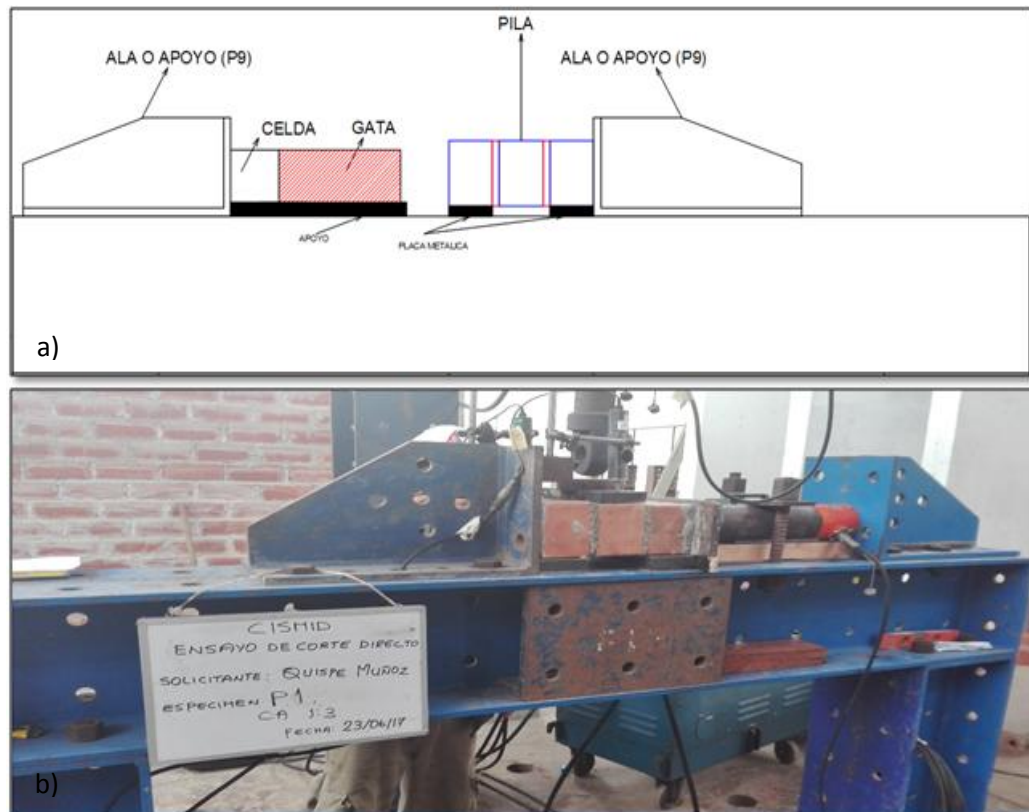 PILA
ALA O APOYO (P9)
ALA O APOYO (P9)
CELDA
GATA
APOYO
PLACA METALICA
a)
CISMID
ENSAYO DE CORTE DIRECTO
SOLICITANTE: QUISPE MUÑOZ
ESPECIMEN P1,
CA 1:3
FECHA: 23/06/17
b)